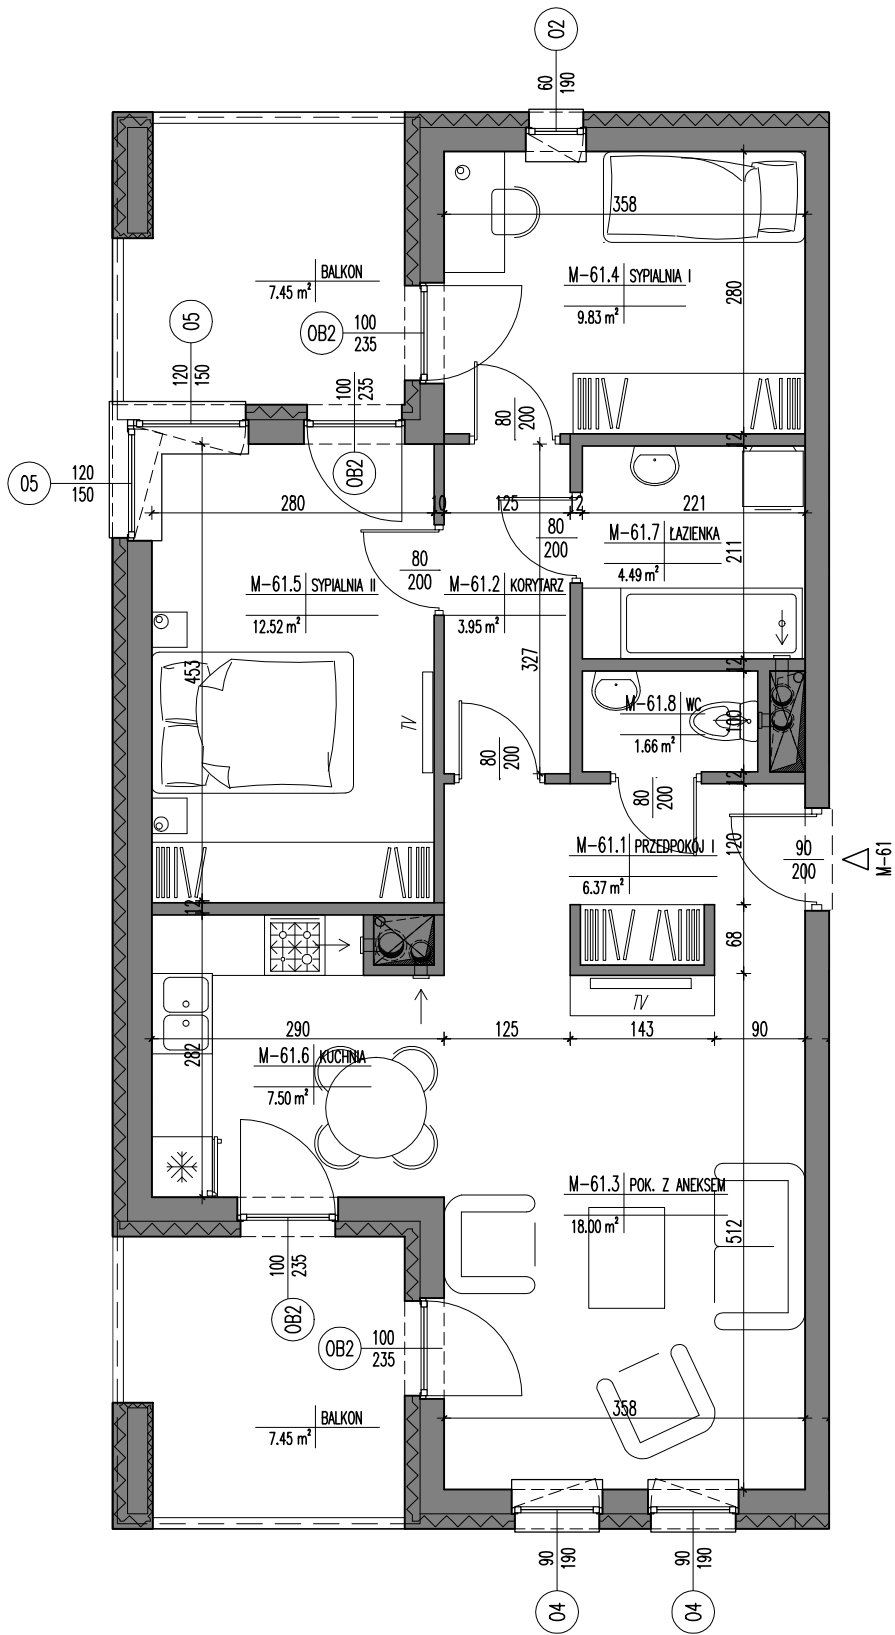 02
60
190
358
M-61.4 SYPIALNIA I
9.83 m²
280
BALKON
7.45 m²
05
120
150
OB2
100
235
100
235
OB2
80
200
12
05
120
150
280
10
125
12
221
80
200
M-61.7 ŁAZIENKA
4.49 m²
211
80
200
M-61.5 SYPIALNIA II
12.52 m²
M-61.2 KORYTARZ
3.95 m²
327
453
12
TV
M-61.8 WC
1.66 m²
100
80
200
12
80
200
M-61.1 PRZEDPOKÓJ I
6.37 m²
120
90
200
M-61
12
68
TV
290
125
143
90
282
M-61.6 KUCHNIA
7.50 m²
M-61.3 POK. Z ANEKSEM
18.00 m²
512
100
235
OB2
OB2
100
235
BALKON
7.45 m²
358
90
190
90
190
04
04